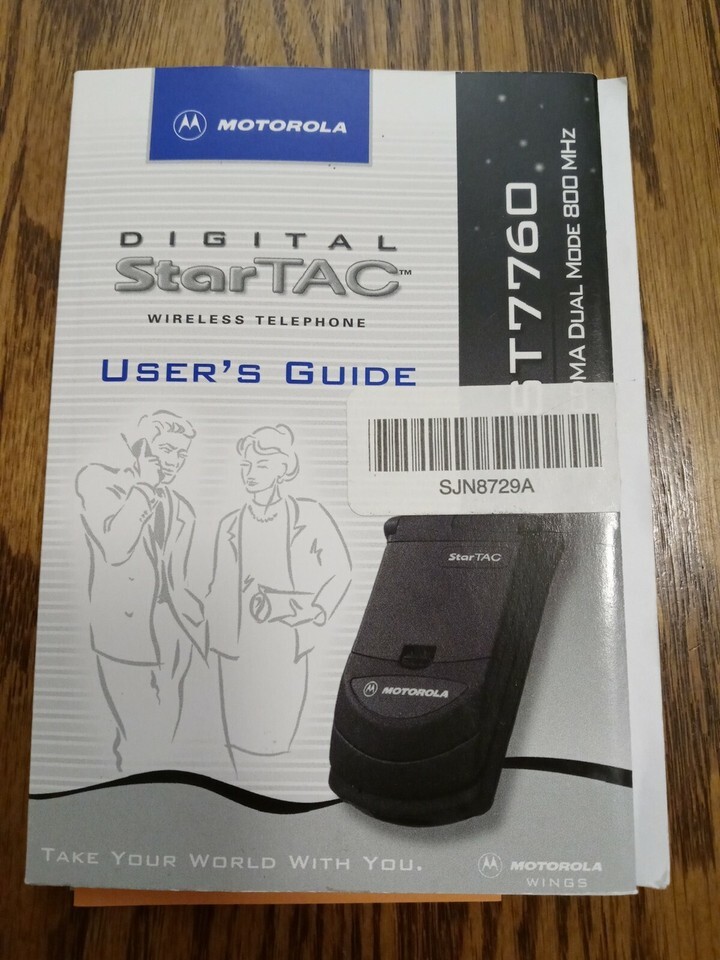 MOTOROLA
DIGITAL
StarTAC™
WIRELESS TELEPHONE
USER'S GUIDE
ST7760
DUAL MODE 800 MHZ
SJN8729A
StarTAC
MOTOROLA
TAKE YOUR WORLD WITH YOU.
MOTOROLA
WINGS